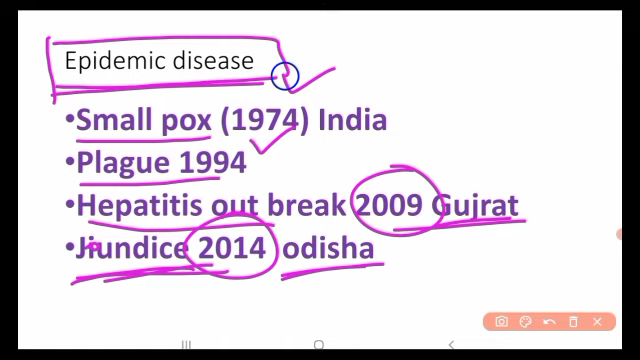 Epidemic disease
•Small pox (1974) India
•Plague 1994
•Hepatitis out break 2009 Gujrat
•Jiundice 2014 odisha